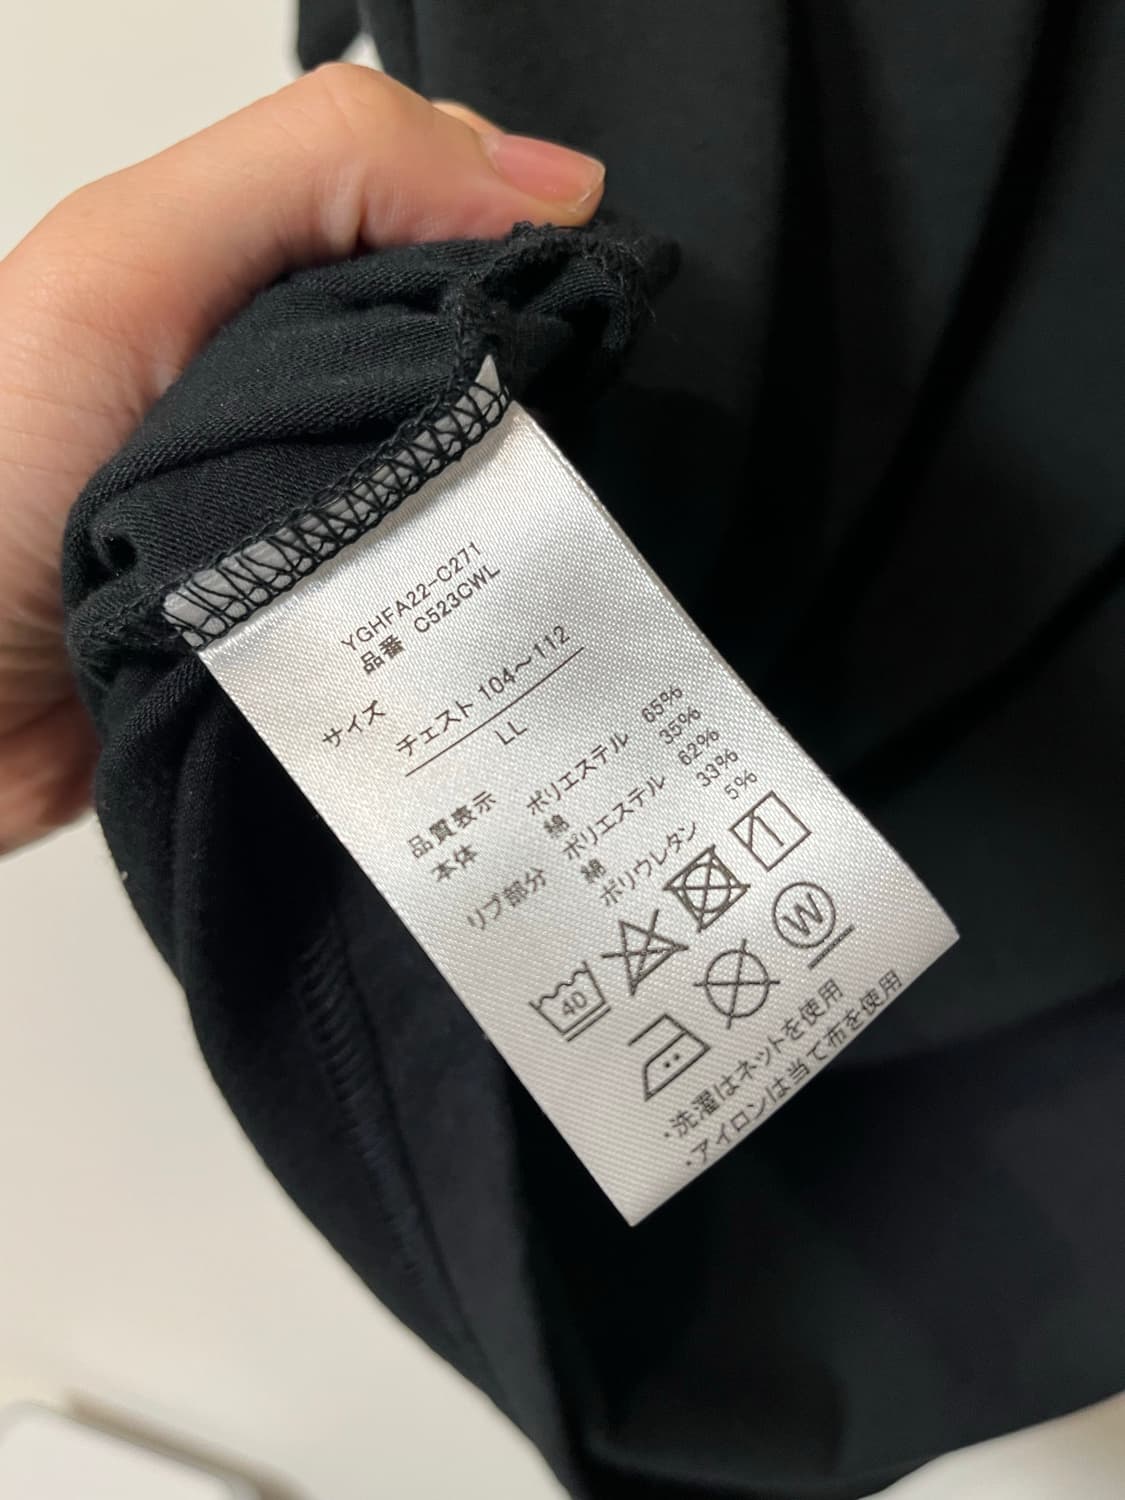 YGHFA22-C271
品番 C523CWL
サイズ チェスト 104～112
LL
品質表示
本体 ポリエステル 65%
綿 35%
リブ部分 ポリエステル 62%
綿 33%
ポリウレタン 5%
40
W
・洗濯はネットを使用
・アイロンは当て布を使用